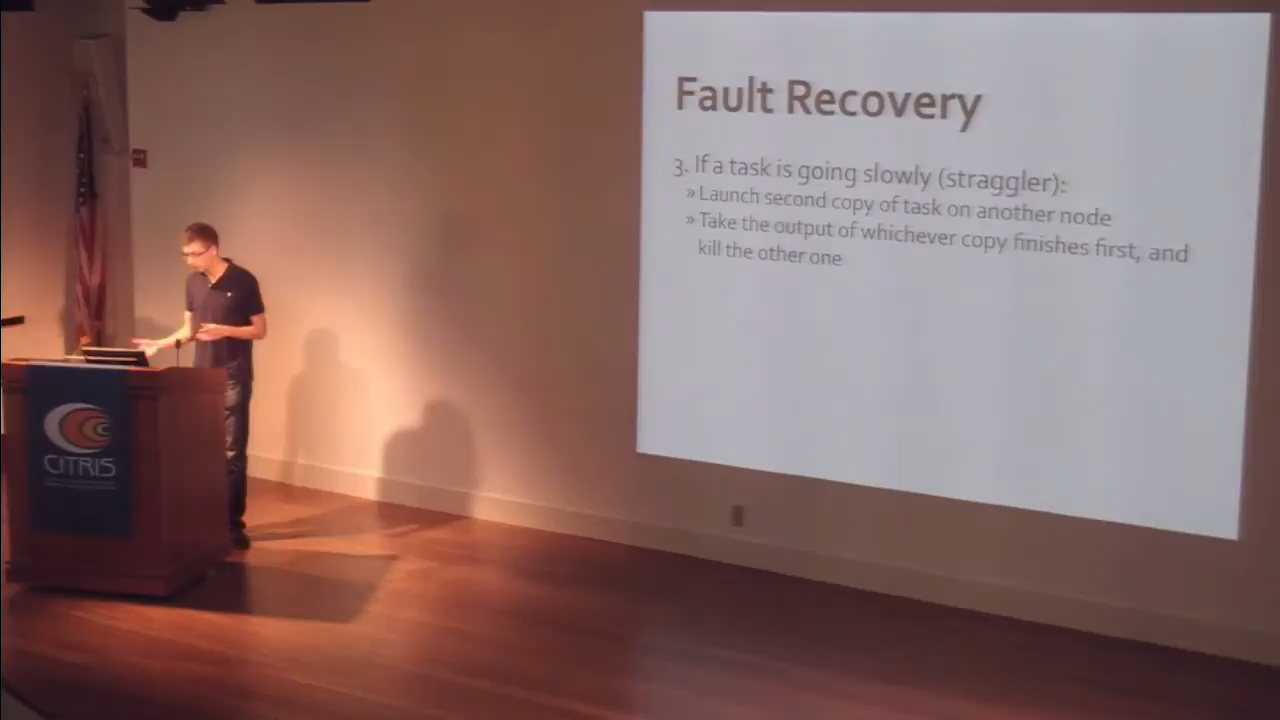 Fault Recovery
3. If a task is going slowly (straggler):
» Launch second copy of task on another node
» Take the output of whichever copy finishes first, and
kill the other one
CITRIS